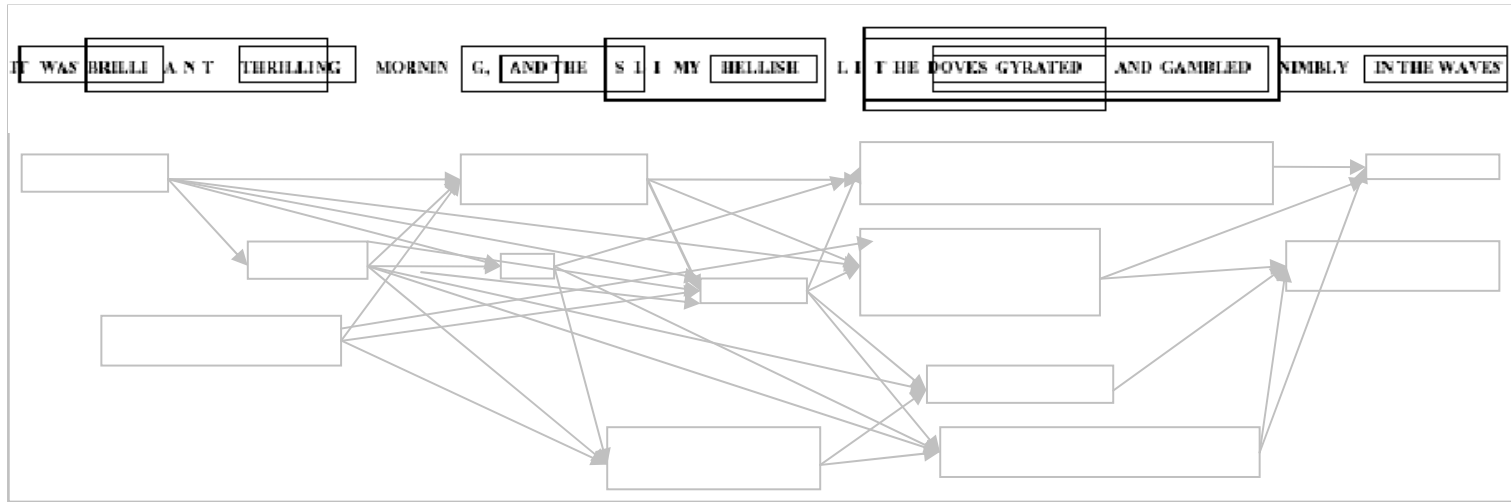 IT WAS BRILLI A N T THRILLING MORNIN G, AND THE S L I MY HELLISH L I T HE DOVES GYRATED AND GAMBLED NIMBLY IN THE WAVES